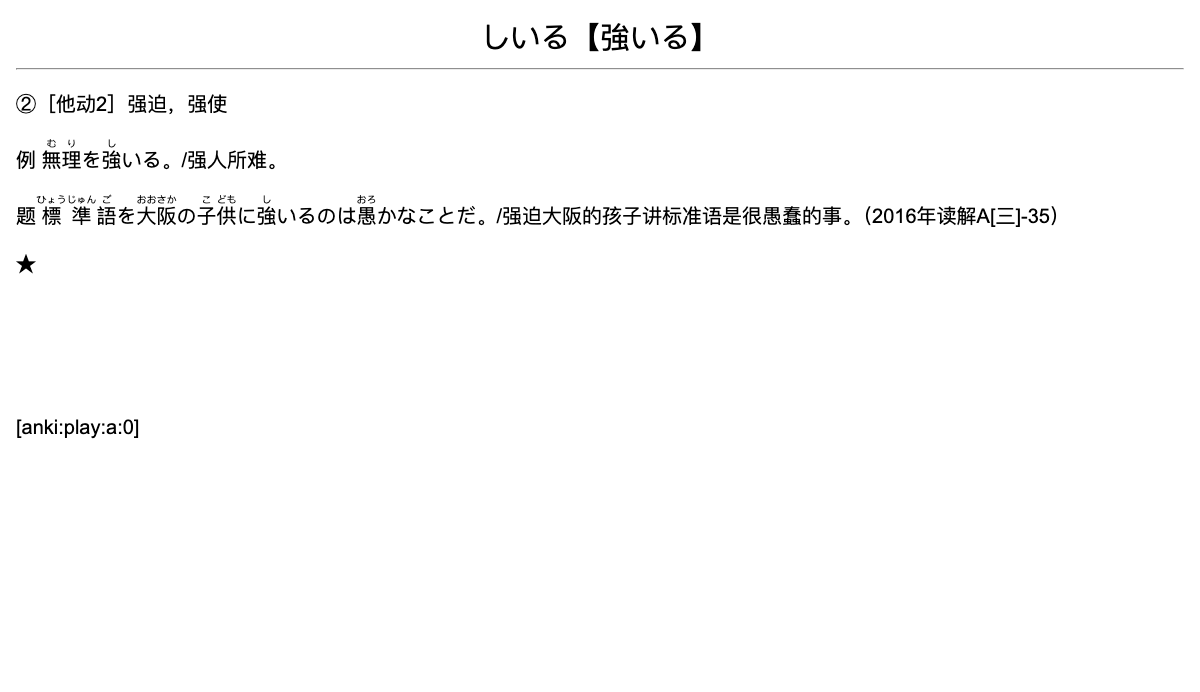 しいる【強いる】
②［他动2］强迫，强使
む り し
例 無理を強いる。/强人所难。
ひょうじゅん ご おおさか こ ども し おろ
题 標準語を大阪の子供に強いるのは愚かなことだ。/强迫大阪的孩子讲标准语是很愚蠢的事。（2016年读解A[三]-35）
★
[anki:play:a:0]